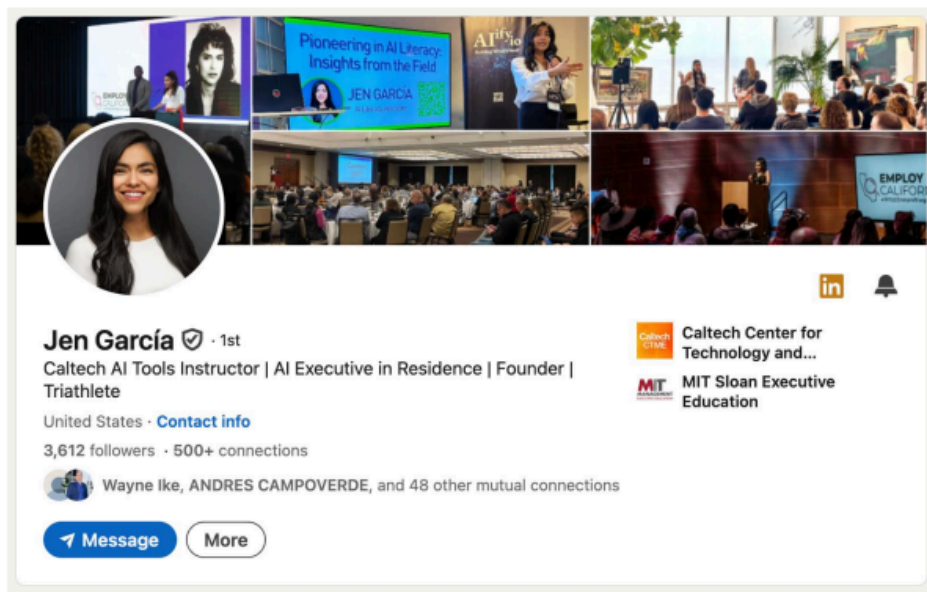 EMPLOY
CALIFOR
Pioneering in AI Literacy:
Insights from the Field
JEN GARCIA
AIify.io
EMPLOY
CALIFOR
Jen García · 1st
Caltech AI Tools Instructor | AI Executive in Residence | Founder |
Triathlete
United States · Contact info
3,612 followers · 500+ connections
Wayne Ike, ANDRES CAMPOVERDE, and 48 other mutual connections
Message
More
in
Caltech
CTME
Caltech Center for
Technology and...
MIT
MIT Sloan Executive
Education